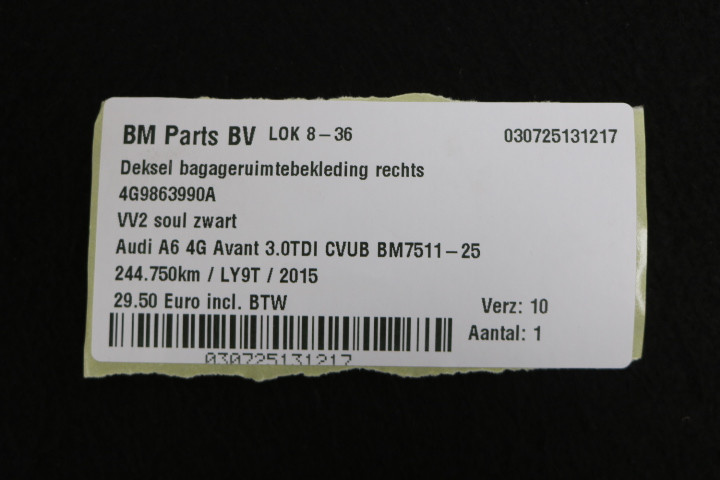 BM Parts BV LOK 8-36 030725131217
Deksel bagageruimtebekleding rechts
4G9863990A
VV2 soul zwart
Audi A6 4G Avant 3.0TDI CVUB BM7511-25
244.750km / LY9T / 2015
29.50 Euro incl. BTW Verz: 10
Aantal: 1
030725131217